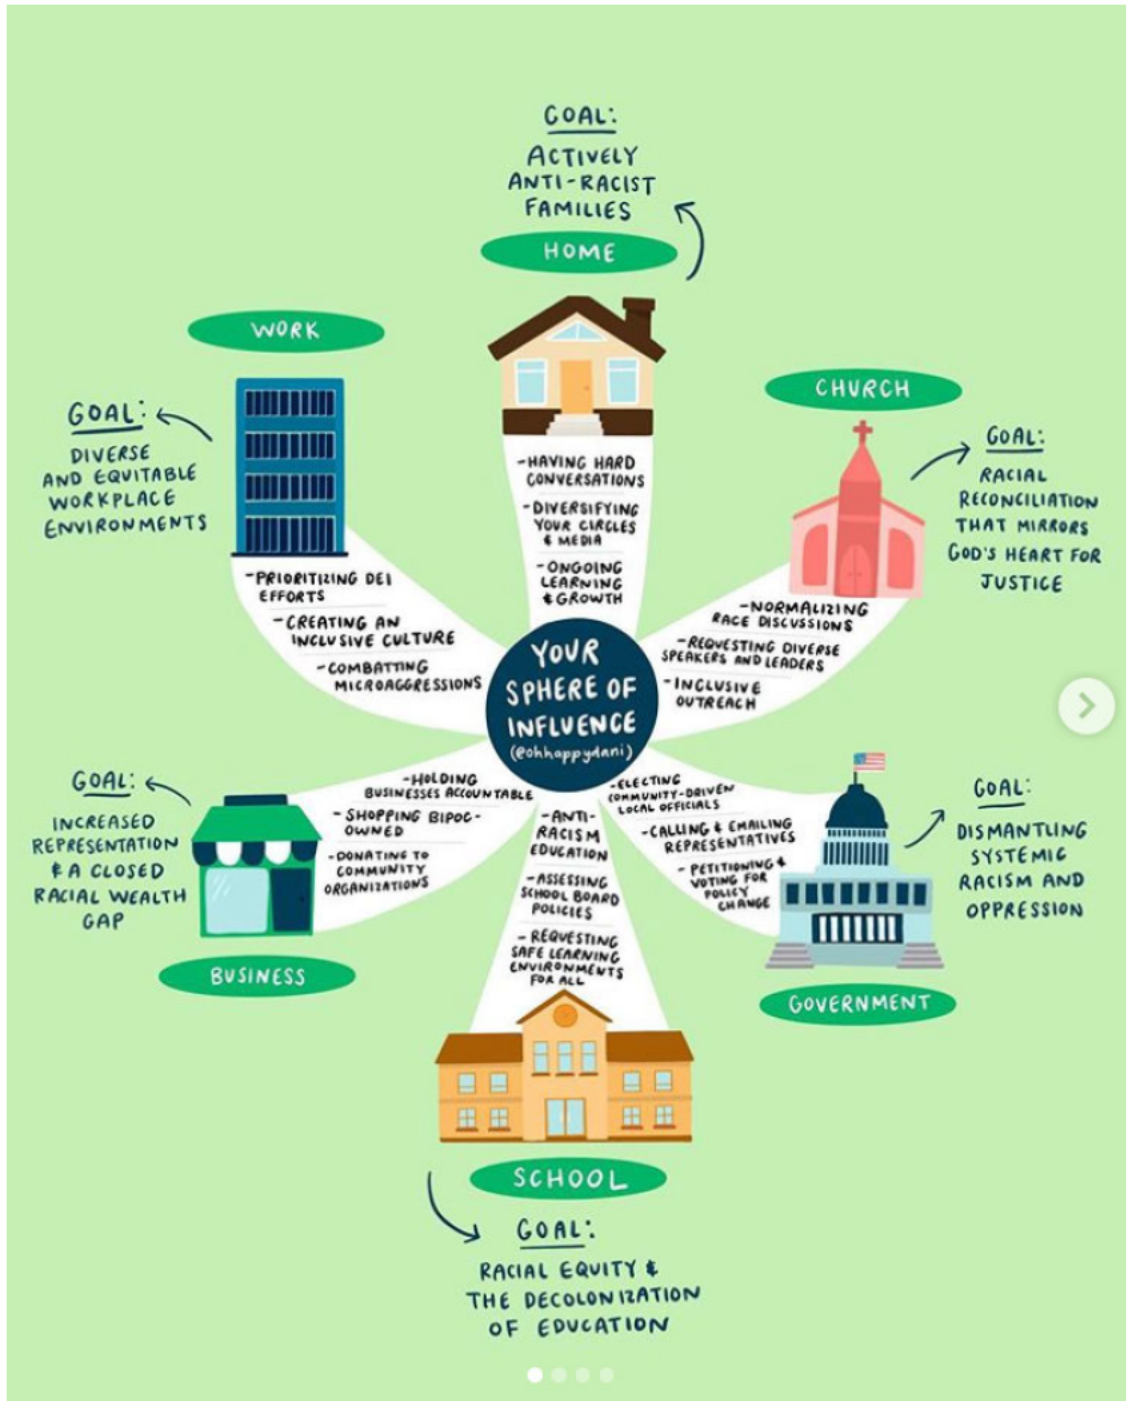 GOAL:
ACTIVELY
ANTI-RACIST
FAMILIES
HOME
-HAVING HARD
CONVERSATIONS
-DIVERSIFYING
YOUR CIRCLES
& MEDIA
-ONGOING
LEARNING
& GROWTH
WORK
GOAL:
DIVERSE
AND EQUITABLE
WORKPLACE
ENVIRONMENTS
-PRIORITIZING DEI
EFFORTS
-CREATING AN
INCLUSIVE CULTURE
-COMBATTING
MICROAGGRESSIONS
CHURCH
GOAL:
RACIAL
RECONCILIATION
THAT MIRRORS
GOD'S HEART FOR
JUSTICE
-NORMALIZING
RACE DISCUSSIONS
-REQUESTING DIVERSE
SPEAKERS AND LEADERS
-INCLUSIVE
OUTREACH
YOUR
SPHERE OF
INFLUENCE
(@ohhappydani)
GOAL:
INCREASED
REPRESENTATION
& A CLOSED
RACIAL WEALTH
GAP
-HOLDING
BUSINESSES ACCOUNTABLE
- SHOPPING BIPOC-
OWNED
-DONATING TO
COMMUNITY
ORGANIZATIONS
BUSINESS
-ELECTING
COMMUNITY-DRIVEN
LOCAL OFFICIALS
-CALLING & EMAILING
REPRESENTATIVES
- PETITIONING &
VOTING FOR
POLICY
CHANGE
GOAL:
DISMANTLING
SYSTEMIC
RACISM AND
OPPRESSION
GOVERNMENT
-ANTI-
RACISM
EDUCATION
-ASSESSING
SCHOOL BOARD
POLICIES
- REQUESTING
SAFE LEARNING
ENVIRONMENTS
FOR ALL
SCHOOL
GOAL:
RACIAL EQUITY &
THE DECOLONIZATION
OF EDUCATION